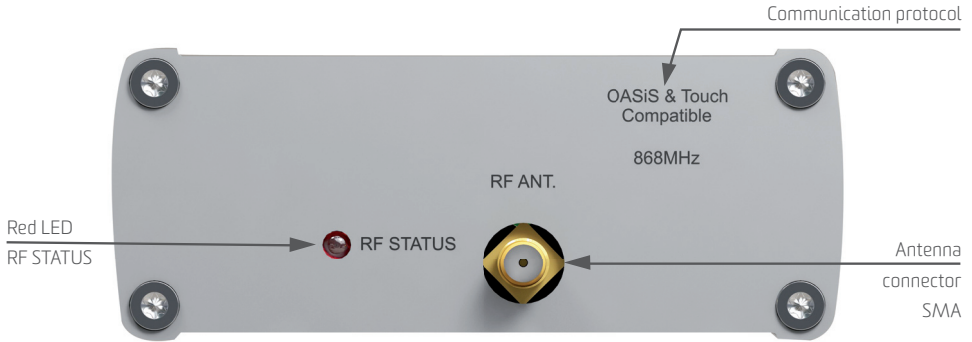 Communication protocol
OASiS & Touch
Compatible
868MHz
RF ANT.
Red LED
RF STATUS
RF STATUS
Antenna
connector
SMA